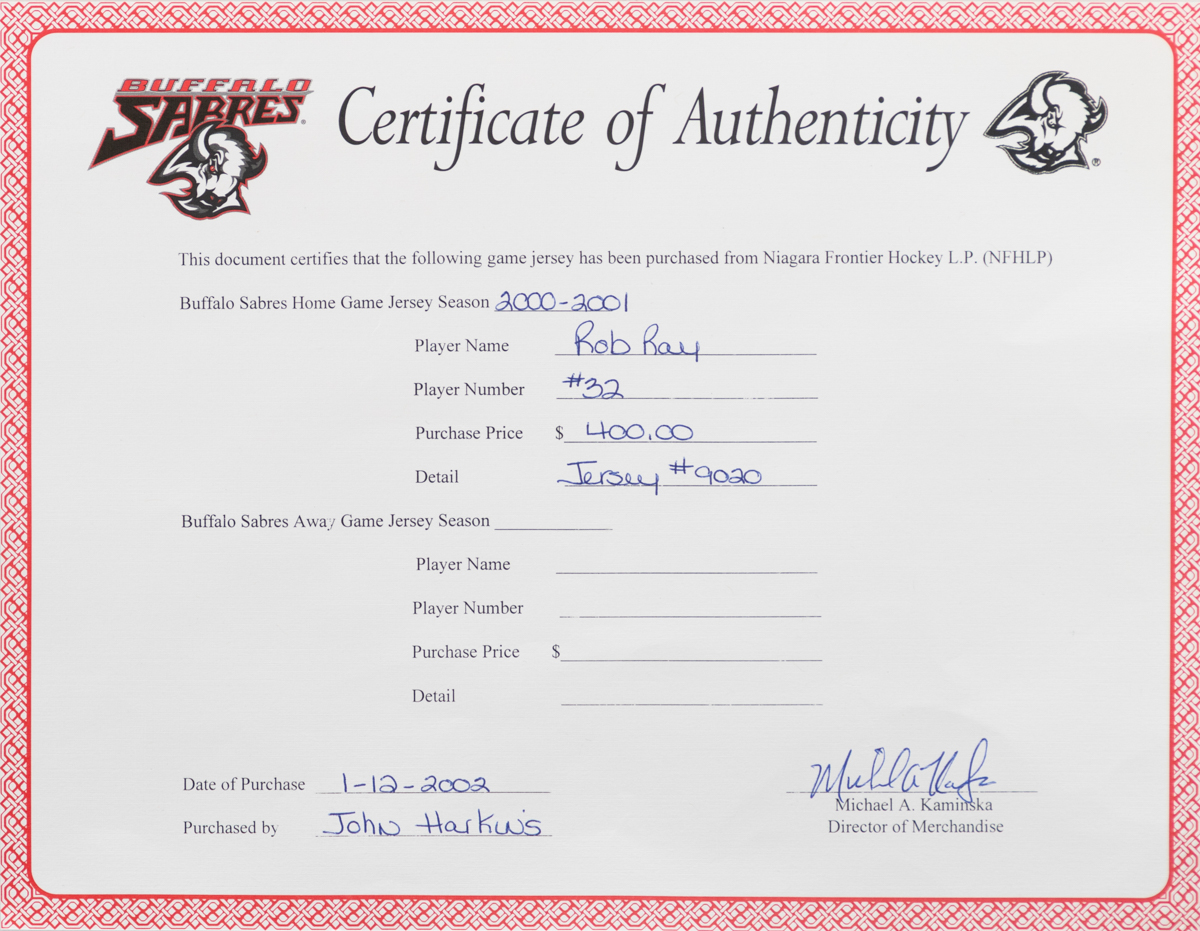 BUFFALO
SABRES
Certificate of Authenticity
This document certifies that the following game jersey has been purchased from Niagara Frontier Hockey L.P. (NFHLP)
Buffalo Sabres Home Game Jersey Season 2000-2001
Player Name Rob Ray
Player Number #32
Purchase Price $ 400.00
Detail Jersey #9020
Buffalo Sabres Away Game Jersey Season
Player Name
Player Number
Purchase Price $
Detail
Date of Purchase 1-12-2002
Purchased by John Harkins
Michael A. Kaminska
Director of Merchandise